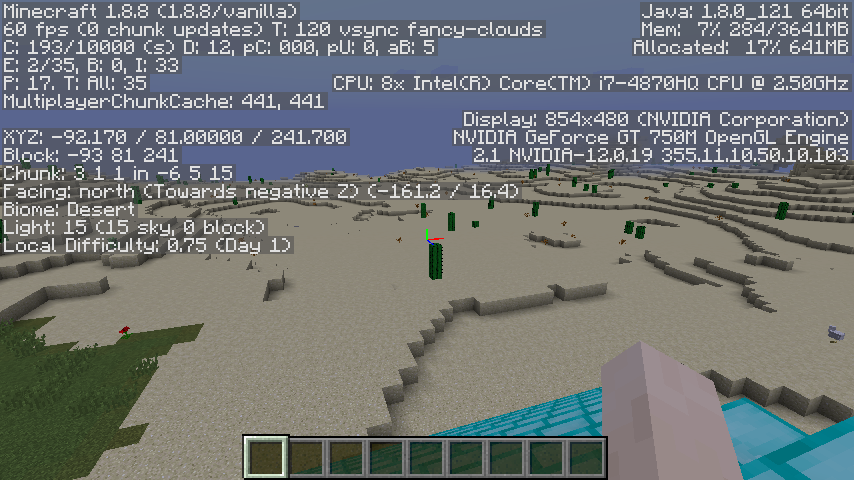 Minecraft 1.8.8 (1.8.8/vanilla)
60 fps (0 chunk updates) T: 120 vsync fancy-clouds
C: 193/10000 (s) D: 12, pC: 000, pU: 0, aB: 5
E: 2/35, B: 0, I: 33
P: 17. T: All: 35
MultiplayerChunkCache: 441, 441
XYZ: -92.170 / 81.00000 / 241.700
Block: -93 81 241
Chunk: 3 1 1 in -6 5 15
Facing: north (Towards negative Z) (-161.2 / 16.4)
Biome: Desert
Light: 15 (15 sky, 0 block)
Local Difficulty: 0.75 (Day 1)
Java: 1.8.0_121 64bit
Mem: 7% 284/3641MB
Allocated: 17% 641MB
CPU: 8x Intel(R) Core(TM) i7-4870HQ CPU @ 2.50GHz
Display: 854x480 (NVIDIA Corporation)
NVIDIA GeForce GT 750M OpenGL Engine
2.1 NVIDIA-12.0.19 355.11.10.50.10.103